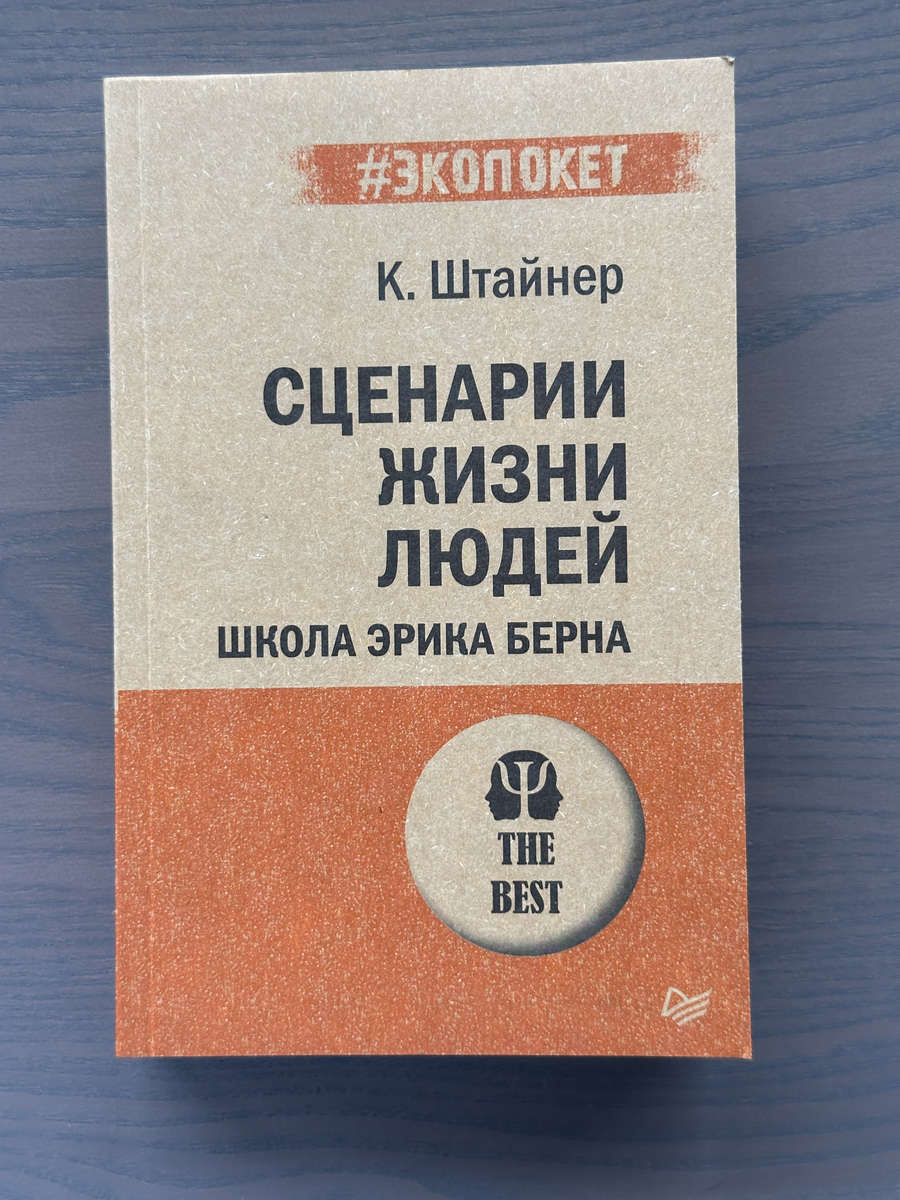 #ЭКОПОКЕТ
К. Штайнер
СЦЕНАРИИ
ЖИЗНИ
ЛЮДЕЙ
ШКОЛА ЭРИКА БЕРНА
THE
BEST